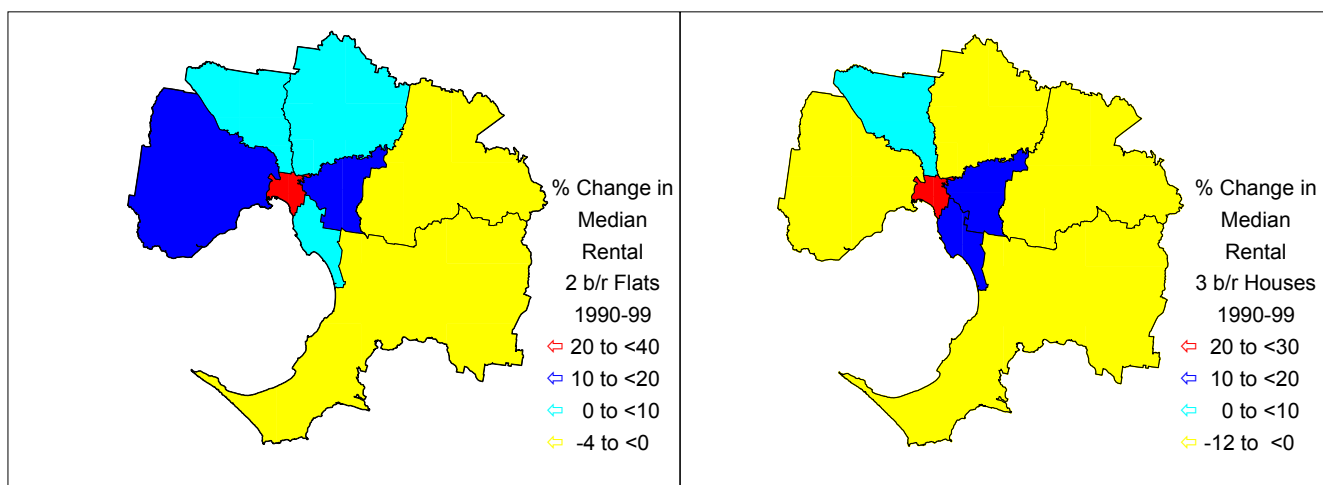 % Change in
Median
Rental
2 b/r Flats
1990-99
20 to <40
10 to <20
0 to <10
-4 to <0
% Change in
Median
Rental
3 b/r Houses
1990-99
20 to <30
10 to <20
0 to <10
-12 to <0